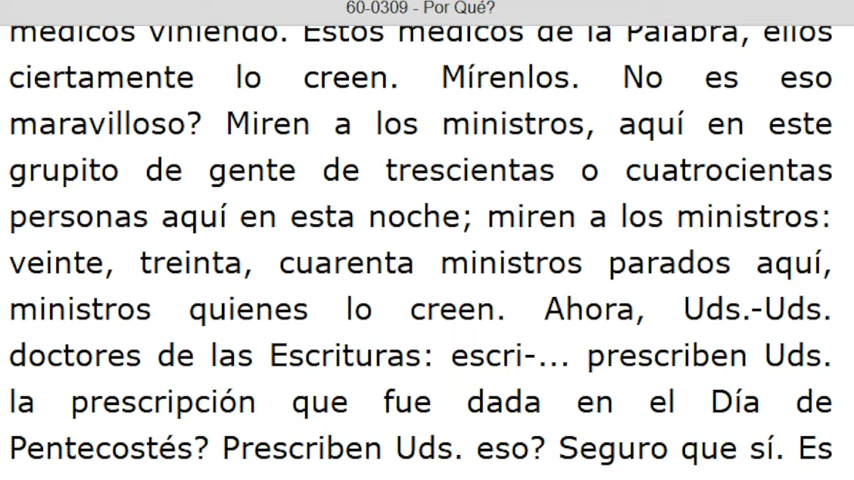 60-0309 - Por Qué?
médicos viniendo. Estos médicos de la Palabra, ellos
ciertamente lo creen. Mírenlos. No es eso
maravilloso? Miren a los ministros, aquí en este
grupito de gente de trescientas o cuatrocientas
personas aquí en esta noche; miren a los ministros:
veinte, treinta, cuarenta ministros parados aquí,
ministros quienes lo creen. Ahora, Uds.-Uds.
doctores de las Escrituras: escri-... prescriben Uds.
la prescripción que fue dada en el Día de
Pentecostés? Prescriben Uds. eso? Seguro que sí. Es